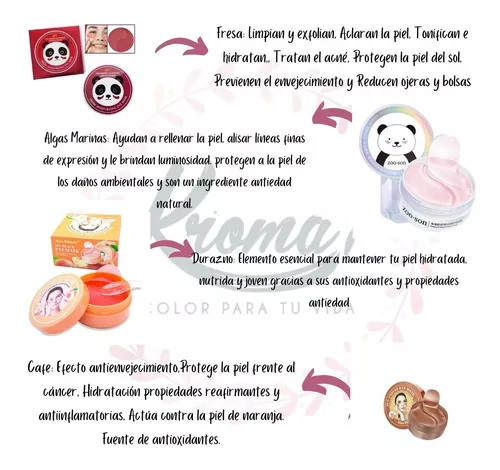 Fresa: Limpian y exfolian, Aclaran la piel, Tonifican e
hidratan,. Tratan el acné, Protegen la piel del sol,
Previenen el envejecimiento y Reducen ojeras y bolsas
Algas Marinas: Ayudan a rellenar la piel, alisar líneas finas
de expresión y le brindan luminosidad, protegen a la piel de
los daños ambientales y son un ingrediente antiedad
natural.
ZOO:SON
ZOO:SON
Kroma
COLOR PARA TU VIDA
Durazno: Elemento esencial para mantener tu piel hidratada,
nutrida y joven gracias a sus antioxidantes y propiedades
antiedad
Cafe: Efecto antienvejecimiento,Protege la piel frente al
cáncer, Hidratación propiedades reafirmantes y
antiinflamatorias, Actúa contra la piel de naranja.
Fuente de antioxidantes.